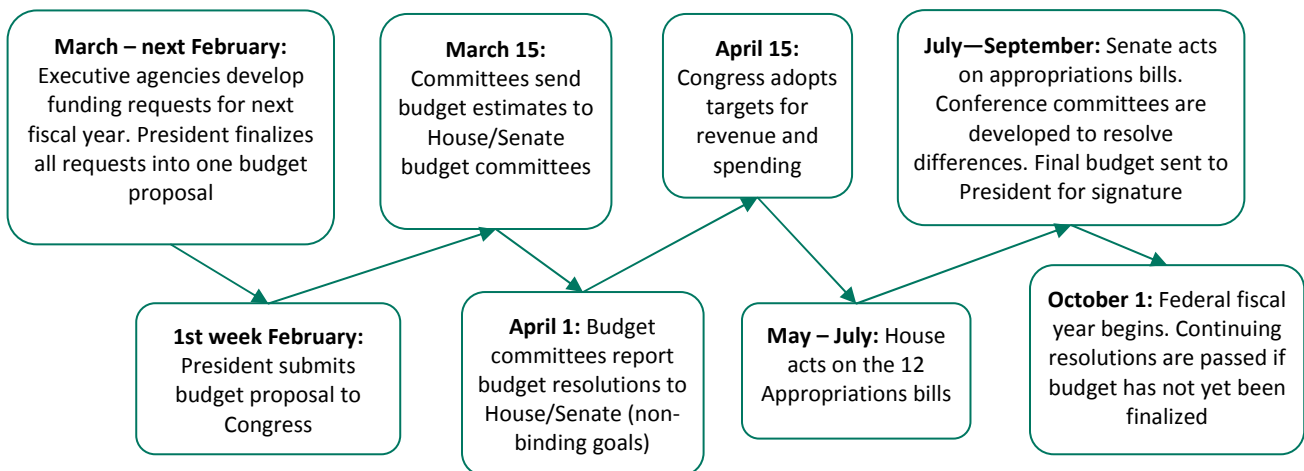 March – next February:
Executive agencies develop
funding requests for next
fiscal year. President finalizes
all requests into one budget
proposal
1st week February:
President submits
budget proposal to
Congress
March 15:
Committees send
budget estimates to
House/Senate
budget committees
April 1: Budget
committees report
budget resolutions to
House/Senate (non-
binding goals)
April 15:
Congress adopts
targets for
revenue and
spending
May – July: House
acts on the 12
Appropriations bills
July—September: Senate acts
on appropriations bills.
Conference committees are
developed to resolve
differences. Final budget sent to
President for signature
October 1: Federal fiscal
year begins. Continuing
resolutions are passed if
budget has not yet been
finalized